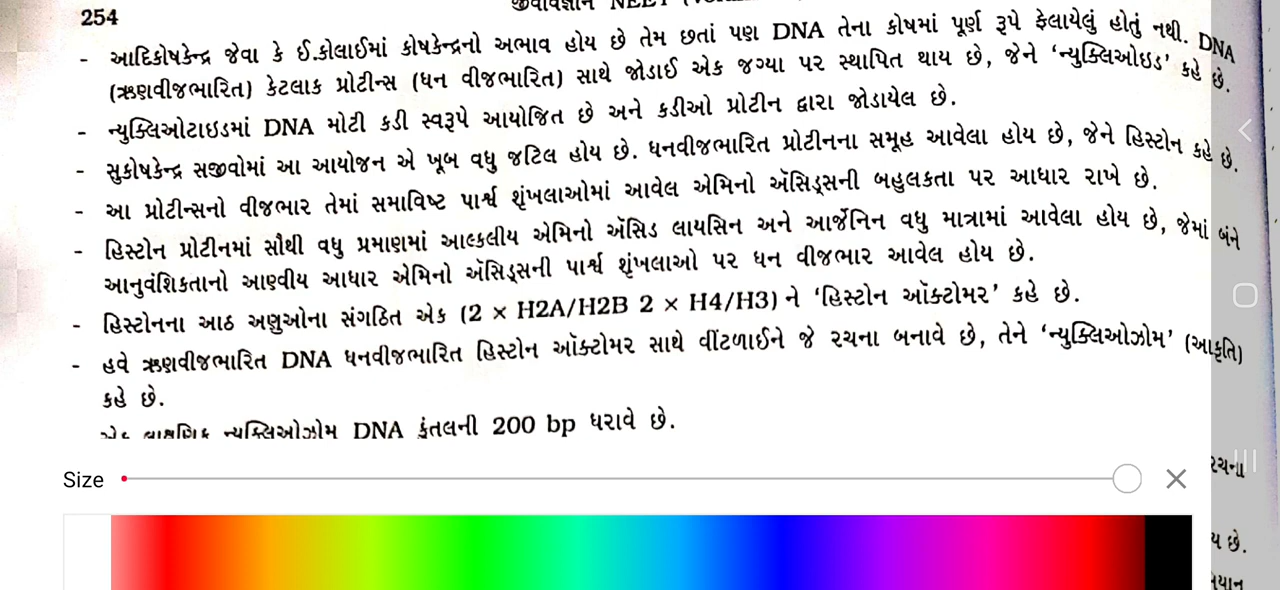 254
જીવવિજ્ઞાન NEET
- આદિકોષકેન્દ્ર જેવા કે ઈ.કોલાઈમાં કોષકેન્દ્રનો અભાવ હોય છે તેમ છતાં પણ DNA તેના કોષમાં પૂર્ણ રૂપે ફેલાયેલું હોતું નથી. DNA
(ઋણવીજભારિત) કેટલાક પ્રોટીન્સ (ધન વીજભારિત) સાથે જોડાઈ એક જગ્યા પર સ્થાપિત થાય છે, જેને ‘ન્યુક્લિઓઇડ’ કહે છે.
- ન્યુક્લિઓટાઇડમાં DNA મોટી કડી સ્વરૂપે આયોજિત છે અને કડીઓ પ્રોટીન દ્વારા જોડાયેલ છે.
- સુકોષકેન્દ્ર સજીવોમાં આ આયોજન એ ખૂબ વધુ જટિલ હોય છે. ધનવીજભારિત પ્રોટીનના સમૂહ આવેલા હોય છે, જેને હિસ્ટોન કહે છે.
- આ પ્રોટીન્સનો વીજભાર તેમાં સમાવિષ્ટ પાર્શ્વ શૃંખલાઓમાં આવેલ એમિનો ઍસિડ્સની બહુલકતા પર આધાર રાખે છે.
- હિસ્ટોન પ્રોટીનમાં સૌથી વધુ પ્રમાણમાં આલ્કલીય એમિનો ઍસિડ લાયસિન અને આર્જેનિન વધુ માત્રામાં આવેલા હોય છે, જેમાં બંને
આનુવંશિકતાનો આણ્વીય આધાર એમિનો ઍસિડ્સની પાર્શ્વ શૃંખલાઓ પર ધન વીજભાર આવેલ હોય છે.
- હિસ્ટોનના આઠ અણુઓના સંગઠિત એક (2 × H2A/H2B 2 × H4/H3) ને ‘હિસ્ટોન ઑક્ટોમર’ કહે છે.
- હવે ઋણવીજભારિત DNA ધનવીજભારિત હિસ્ટોન ઑક્ટોમર સાથે વીંટળાઈને જે રચના બનાવે છે, તેને ‘ન્યુક્લિઓઝોમ’ (આકૃતિ)
કહે છે.
એક લાક્ષણિક ન્યુક્લિઓઝોમ DNA કુંતલની 200 bp ધરાવે છે.
Size
રચના
ય છે.